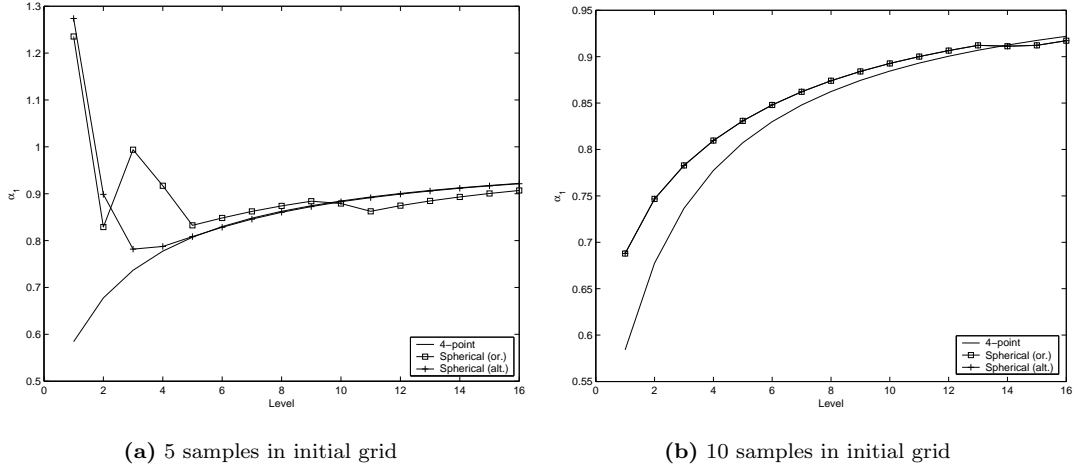 1.3
1.2
1.1
1
0.9
0.8
0.7
0.6
0.5
α₁
0 2 4 6 8 10 12 14 16
Level
4−point
Spherical (or.)
Spherical (alt.)
(a) 5 samples in initial grid
0.95
0.9
0.85
0.8
0.75
0.7
0.65
0.6
0.55
α₁
0 2 4 6 8 10 12 14 16
Level
4−point
Spherical (or.)
Spherical (alt.)
(b) 10 samples in initial grid